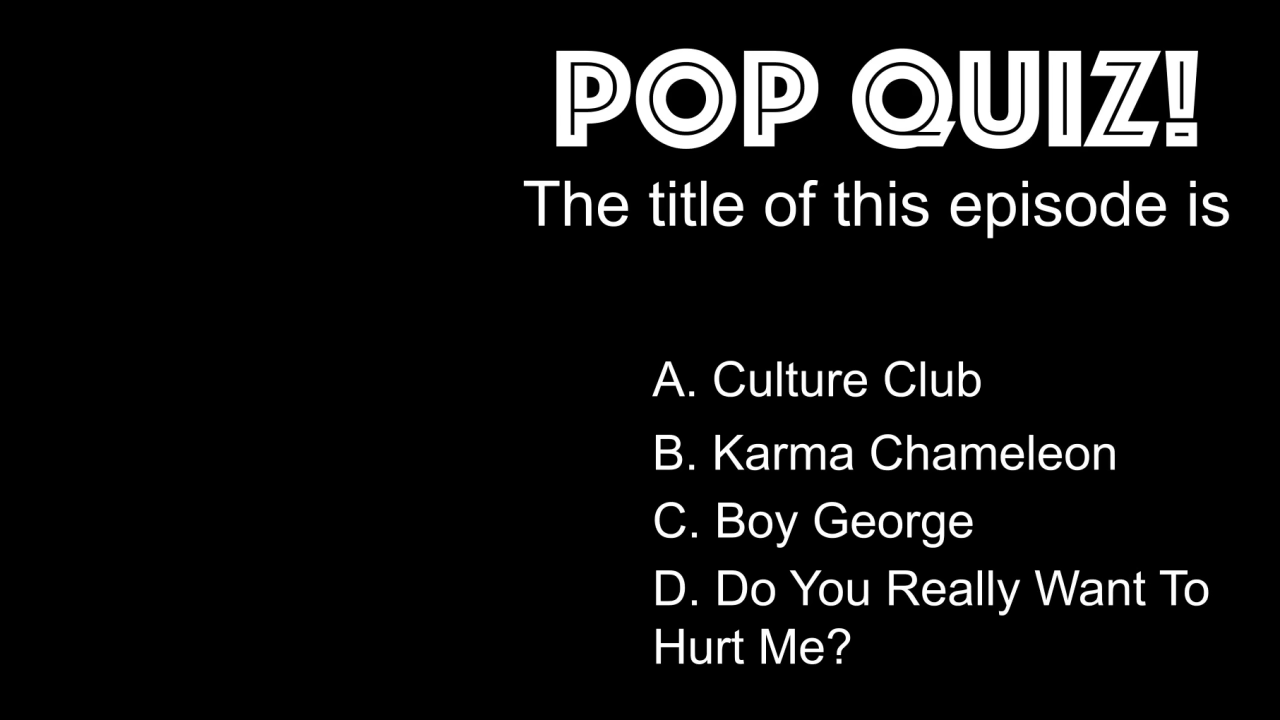 POP QUIZ!
The title of this episode is
A. Culture Club
B. Karma Chameleon
C. Boy George
D. Do You Really Want To
Hurt Me?